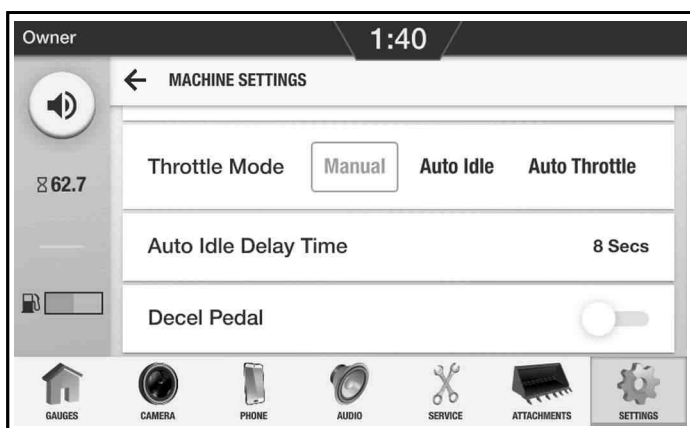 Owner
1:40
MACHINE SETTINGS
62.7
Throttle Mode Manual Auto Idle Auto Throttle
Auto Idle Delay Time 8 Secs
Decel Pedal
GAUGES CAMERA PHONE AUDIO SERVICE ATTACHMENTS SETTINGS